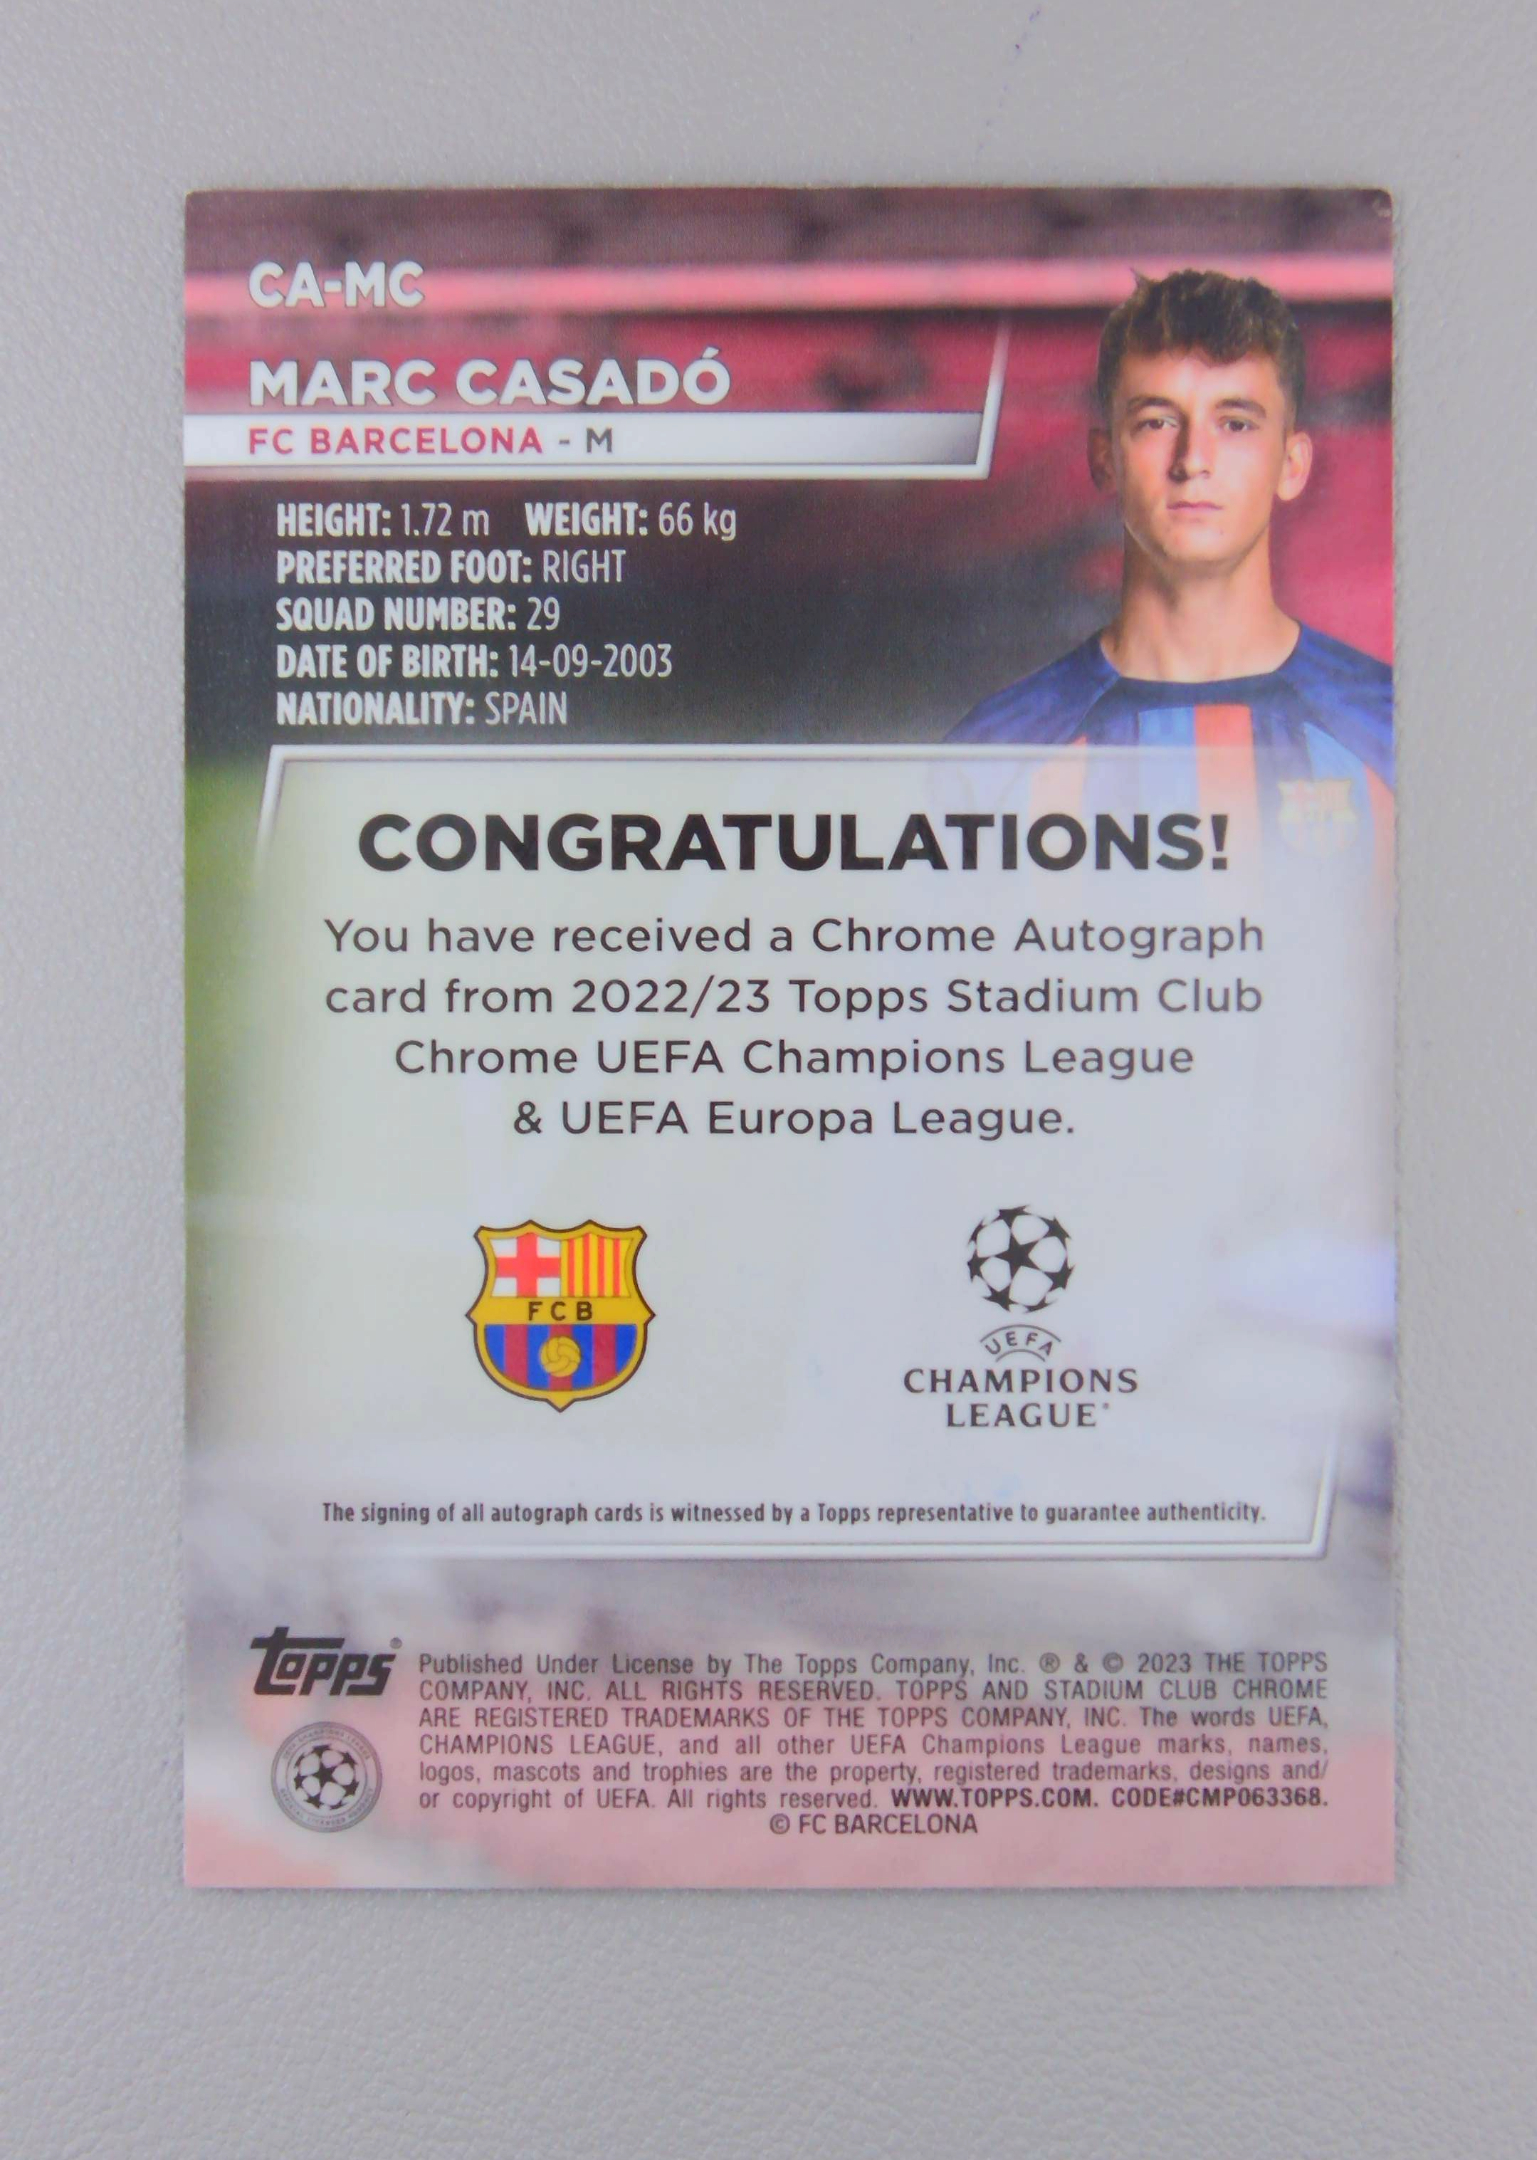 CA-MC
MARC CASADÓ
FC BARCELONA - M
HEIGHT: 1.72 m WEIGHT: 66 kg
PREFERRED FOOT: RIGHT
SQUAD NUMBER: 29
DATE OF BIRTH: 14-09-2003
NATIONALITY: SPAIN
CONGRATULATIONS!
You have received a Chrome Autograph
card from 2022/23 Topps Stadium Club
Chrome UEFA Champions League
& UEFA Europa League.
FCB
UEFA
CHAMPIONS
LEAGUE®
The signing of all autograph cards is witnessed by a Topps representative to guarantee authenticity.
topps®
Published Under License by The Topps Company, Inc. ® & © 2023 THE TOPPS
COMPANY, INC. ALL RIGHTS RESERVED. TOPPS AND STADIUM CLUB CHROME
ARE REGISTERED TRADEMARKS OF THE TOPPS COMPANY, INC. The words UEFA,
CHAMPIONS LEAGUE, and all other UEFA Champions League marks, names,
logos, mascots and trophies are the property, registered trademarks, designs and/
or copyright of UEFA. All rights reserved. WWW.TOPPS.COM. CODE#CMP063368.
© FC BARCELONA